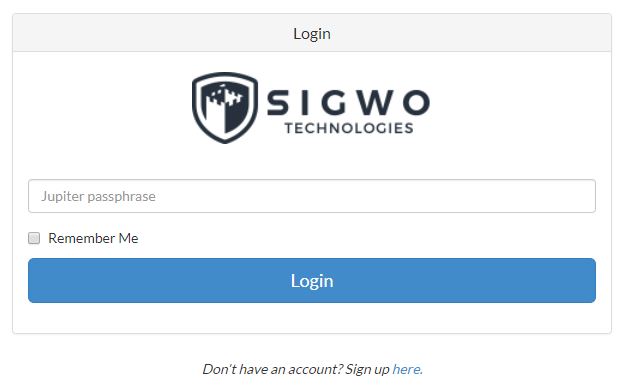 Login
SIGWO
TECHNOLOGIES
Jupiter passphrase
Remember Me
Login
Don't have an account? Sign up here.